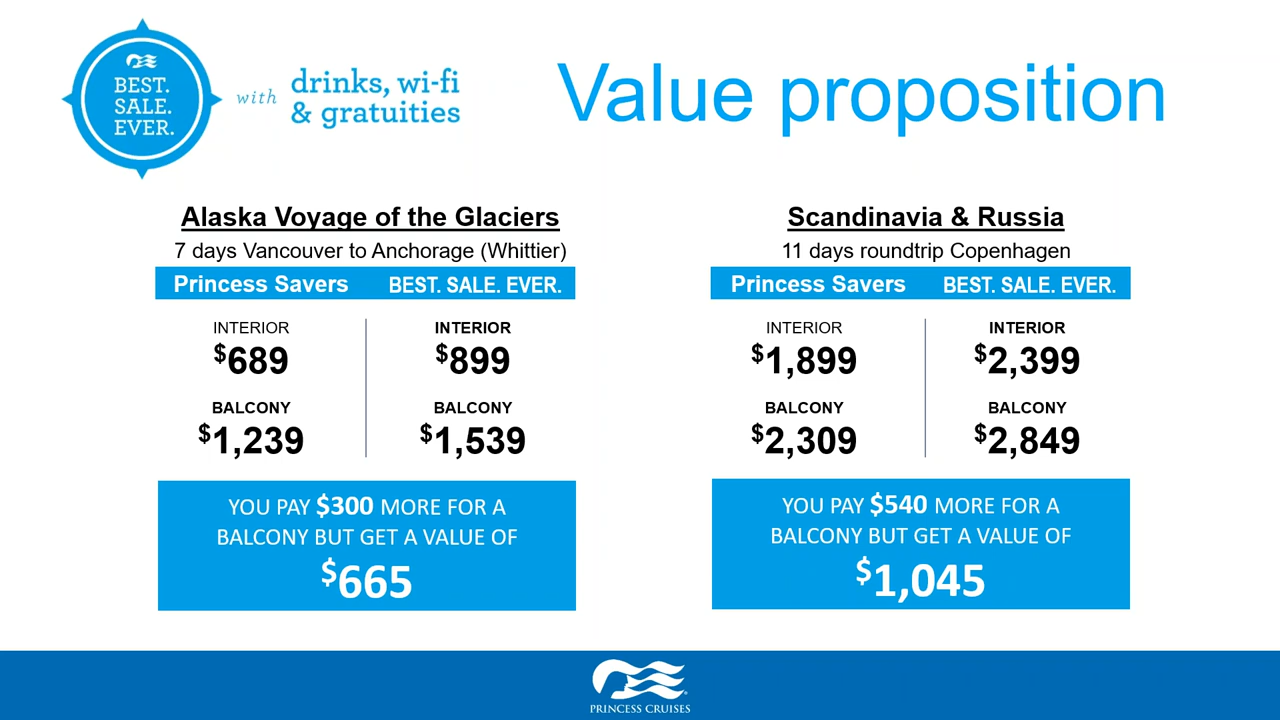 BEST.
SALE.
EVER.
with drinks, wi-fi
& gratuities
Value proposition
Alaska Voyage of the Glaciers
7 days Vancouver to Anchorage (Whittier)
Princess Savers BEST. SALE. EVER.
INTERIOR INTERIOR
$689 $899
BALCONY BALCONY
$1,239 $1,539
YOU PAY $300 MORE FOR A
BALCONY BUT GET A VALUE OF
$665
Scandinavia & Russia
11 days roundtrip Copenhagen
Princess Savers BEST. SALE. EVER.
INTERIOR INTERIOR
$1,899 $2,399
BALCONY BALCONY
$2,309 $2,849
YOU PAY $540 MORE FOR A
BALCONY BUT GET A VALUE OF
$1,045
PRINCESS CRUISES